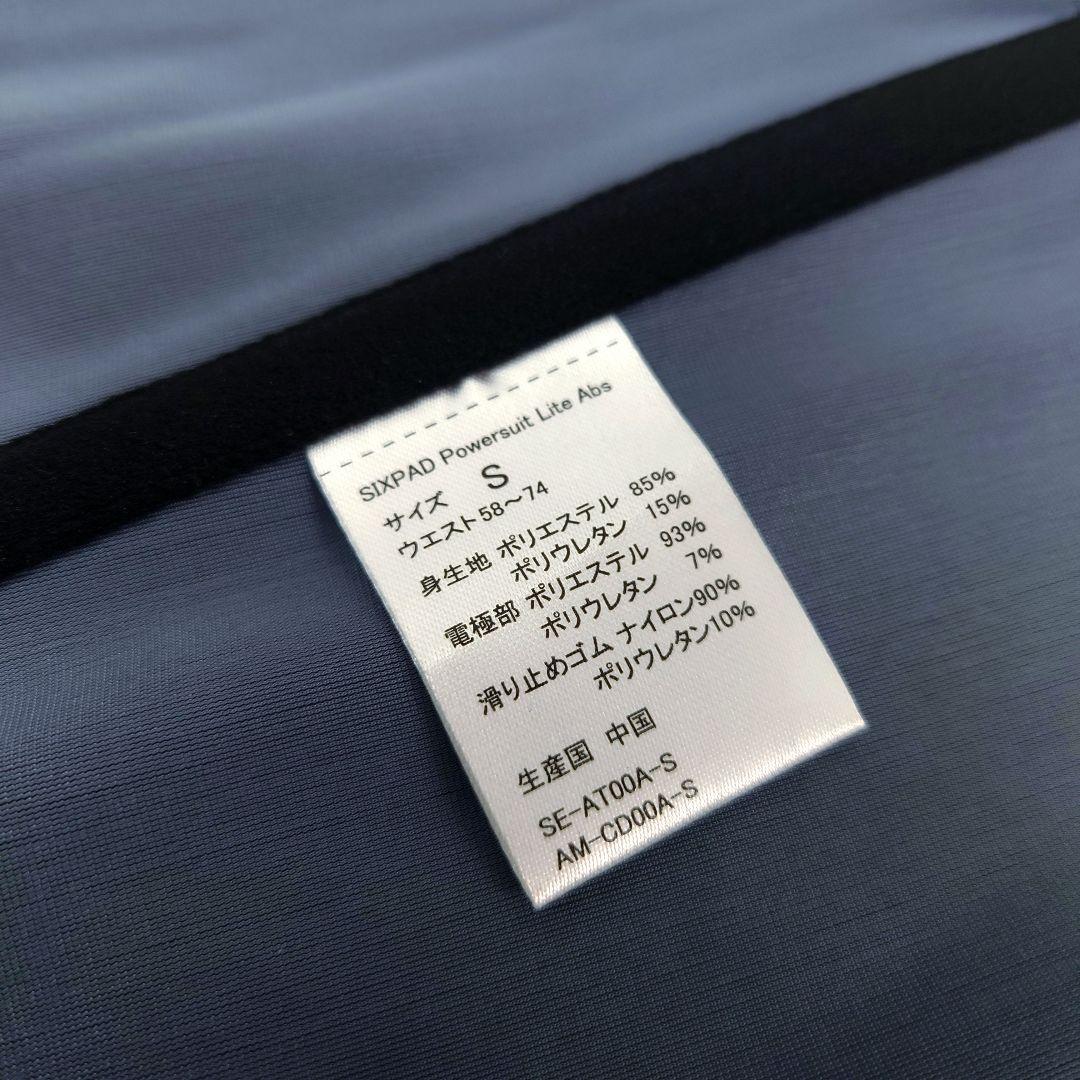 SIXPAD Powersuit Lite Abs
サイズ S
ウエスト58～74
身生地 ポリエステル 85%
ポリウレタン 15%
電極部 ポリエステル 93%
ポリウレタン 7%
滑り止めゴム ナイロン90%
ポリウレタン10%
生産国 中国
SE-AT00A-S
AM-CD00A-S